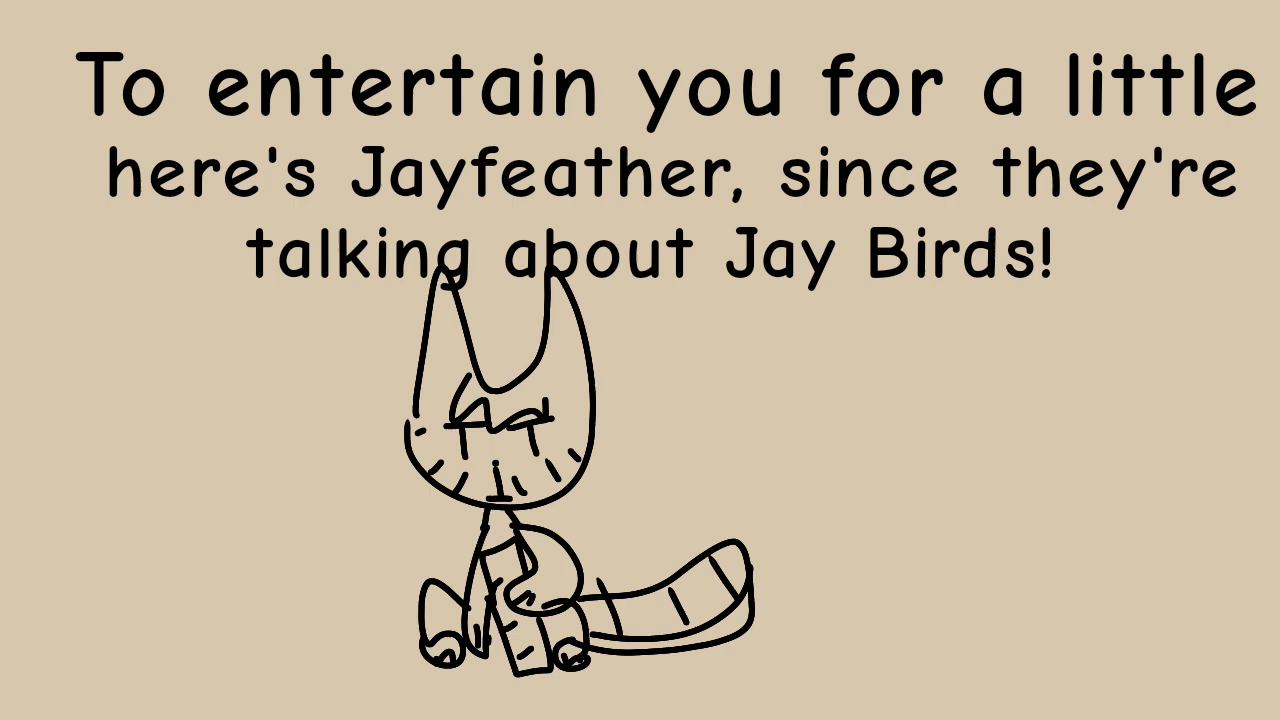 To entertain you for a little
here's Jayfeather, since they're
talking about Jay Birds!